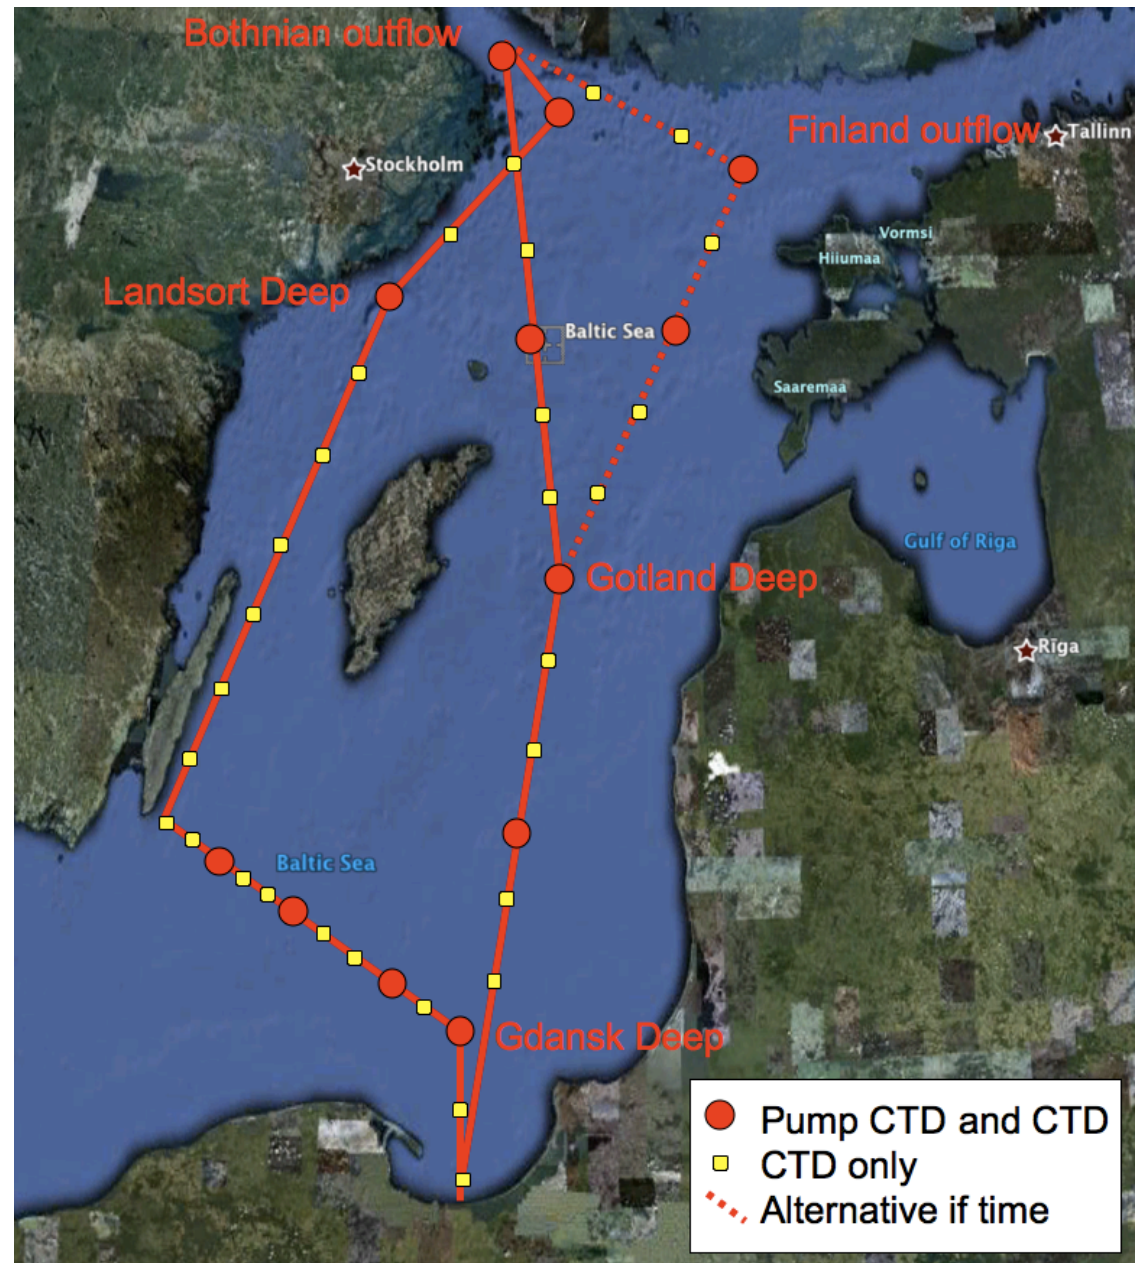 Bothnian outflow
Finland outflow
Tallinn
Stockholm
Vormsi
Hiiumaa
Landsort Deep
Baltic Sea
Saaremaa
Gulf of Riga
Gotland Deep
Rīga
Baltic Sea
Gdansk Deep
Pump CTD and CTD
CTD only
Alternative if time